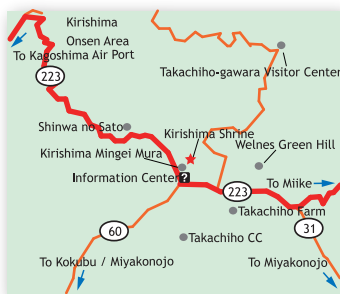 Kirishima
Onsen Area
To Kagoshima Air Port
223
Takachiho-gawara Visitor Center
Shinwa no Sato
Kirishima Shrine
Kirishima Mingei Mura
Welnes Green Hill
Information Center
?
To Miike
223
Takachiho Farm
60
31
Takachiho CC
To Kokubu / Miyakonojo
To Miyakonojo